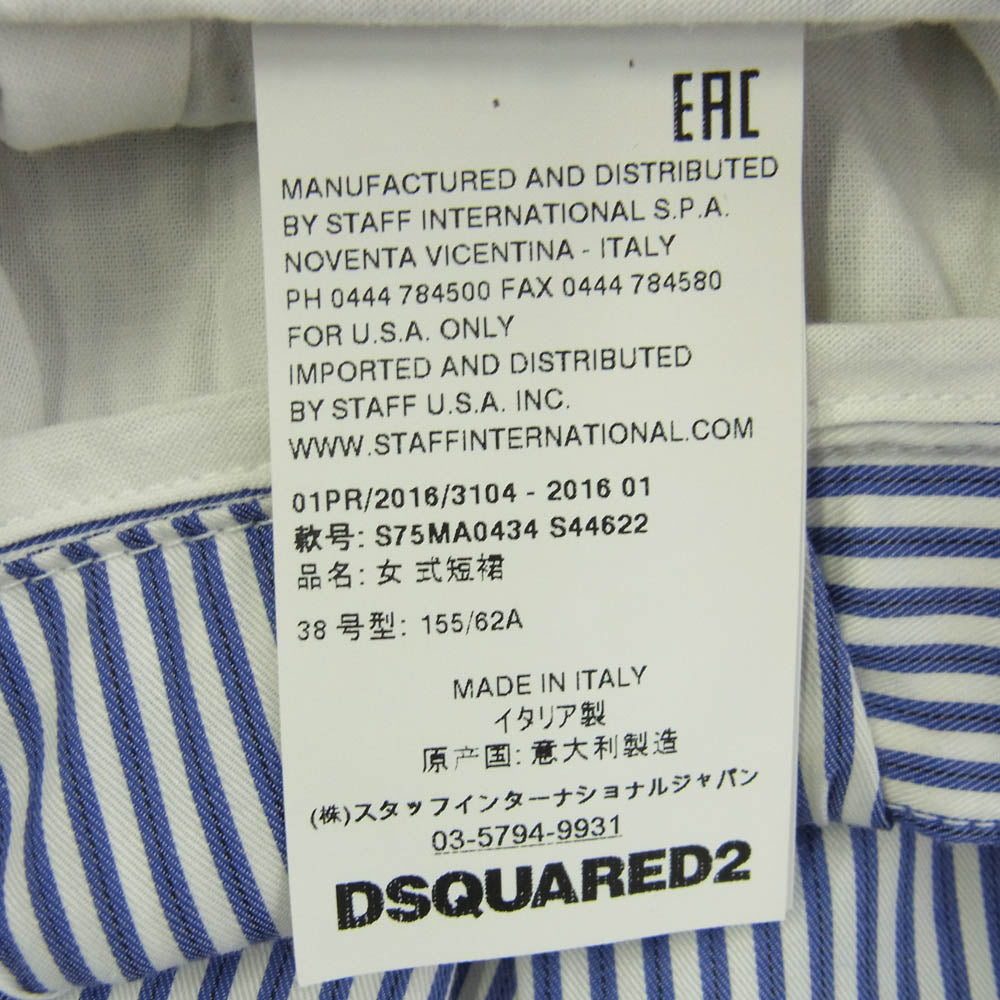 EAC
MANUFACTURED AND DISTRIBUTED
BY STAFF INTERNATIONAL S.P.A.
NOVENTA VICENTINA - ITALY
PH 0444 784500 FAX 0444 784580
FOR U.S.A. ONLY
IMPORTED AND DISTRIBUTED
BY STAFF U.S.A. INC.
WWW.STAFFINTERNATIONAL.COM
01PR/2016/3104 - 2016 01
款号: S75MA0434 S44622
品名: 女 式短裙
38 号型: 155/62A
MADE IN ITALY
イタリア製
原产国: 意大利製造
(株)スタッフインターナショナルジャパン
03-5794-9931
DSQUARED2